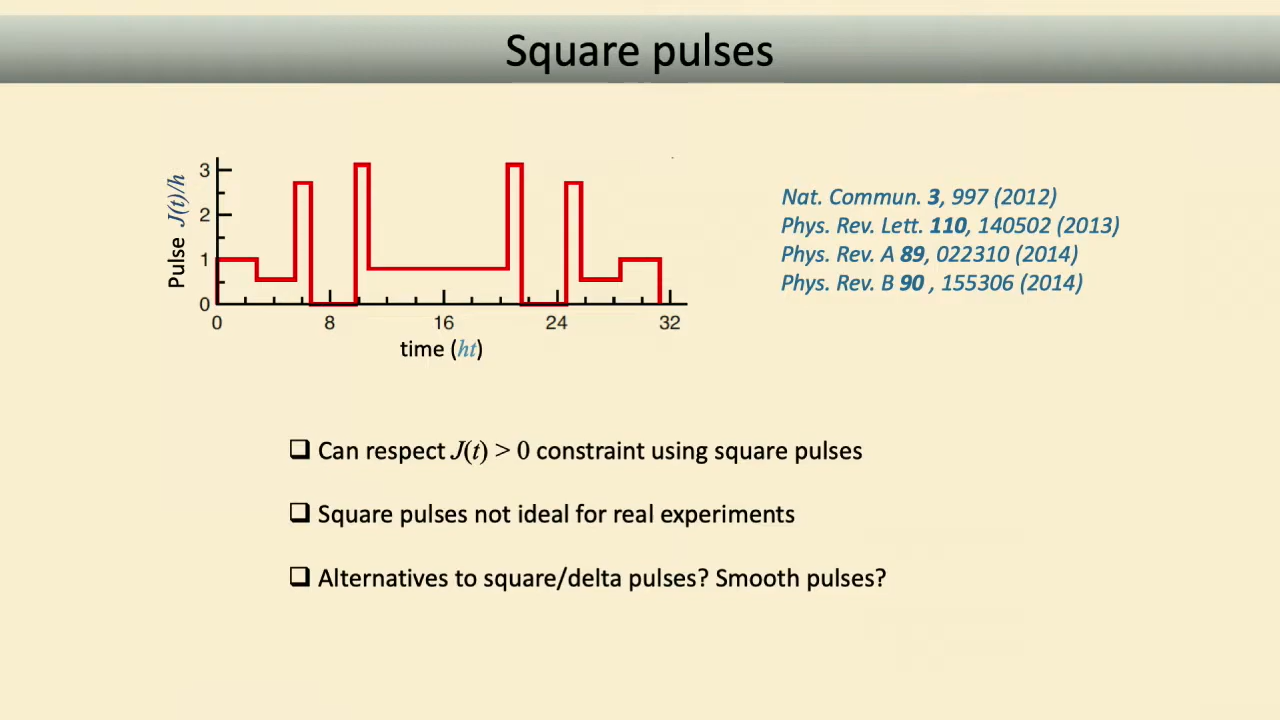 Square pulses
Pulse J(t)/h
3
2
1
0
0 8 16 24 32
time (ht)
Nat. Commun. 3, 997 (2012)
Phys. Rev. Lett. 110, 140502 (2013)
Phys. Rev. A 89, 022310 (2014)
Phys. Rev. B 90 , 155306 (2014)
❑ Can respect J(t) > 0 constraint using square pulses
❑ Square pulses not ideal for real experiments
❑ Alternatives to square/delta pulses? Smooth pulses?